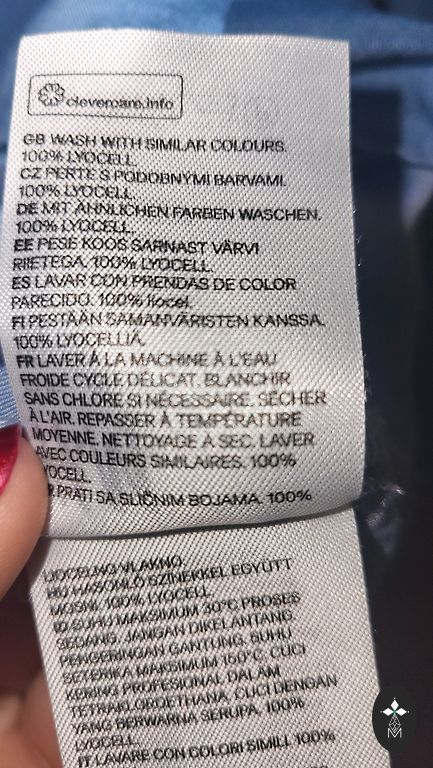 clevercare.info
GB WASH WITH SIMILAR COLOURS.
100% LYOCELL.
CZ PERTE S PODOBNÝMI BARVAMI.
100% LYOCELL.
DE MIT ÄHNLICHEN FARBEN WASCHEN.
100% LYOCELL.
EE PESE KOOS SARNAST VÄRVI
RIIETEGA. 100% LYOCELL.
ES LAVAR CON PRENDAS DE COLOR
PARECIDO. 100% liocel.
FI PESTÄÄN SAMANVÄRISTEN KANSSA.
100% LYOCELLIÄ.
FR LAVER À LA MACHINE À L'EAU
FROIDE CYCLE DÉLICAT. BLANCHIR
SANS CHLORE SI NÉCESSAIRE. SÉCHER
À L'AIR. REPASSER À TEMPÉRATURE
MOYENNE. NETTOYAGE A SEC. LAVER
AVEC COULEURS SIMILAIRES. 100%
LYOCELL.
PRATI SA SLIČNIM BOJAMA. 100%
LIOCELNG VLAKNO.
HU HASONLÓ SZÍNEKKEL EGYÜTT
MOSNI. 100% LYOCELL.
ID SUHU MAKSIMUM 30°C PROSES
SEDANG. JANGAN DIKELANTANG.
PENGERINGAN GANTUNG. SUHU
SETERIKA MAKSIMUM 150°C. CUCI
KERING PROFESIONAL DALAM
TETRAKLOROETHANA. CUCI DENGAN
YANG BERWARNA SERUPA. 100%
LYOCELL.
IT LAVARE CON COLORI SIMILI. 100%
M